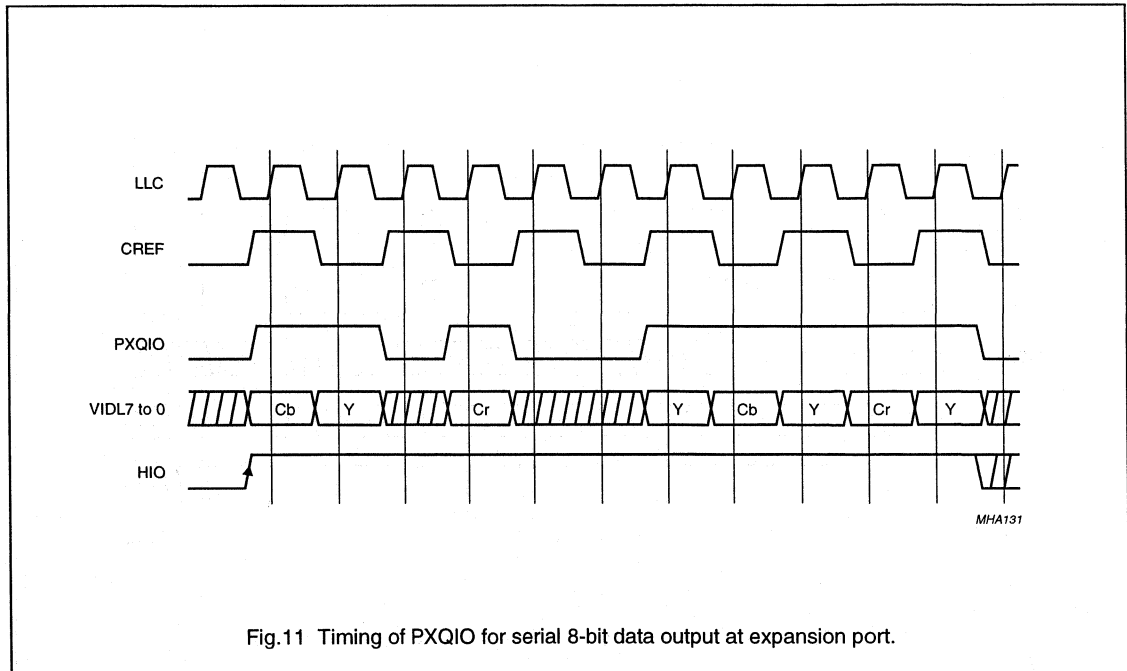 LLC
CREF
PXQIO
VIDL7 to 0
Cb Y Cr Y Cb Y Cr Y
HIO
MHA131
Fig.11 Timing of PXQIO for serial 8-bit data output at expansion port.